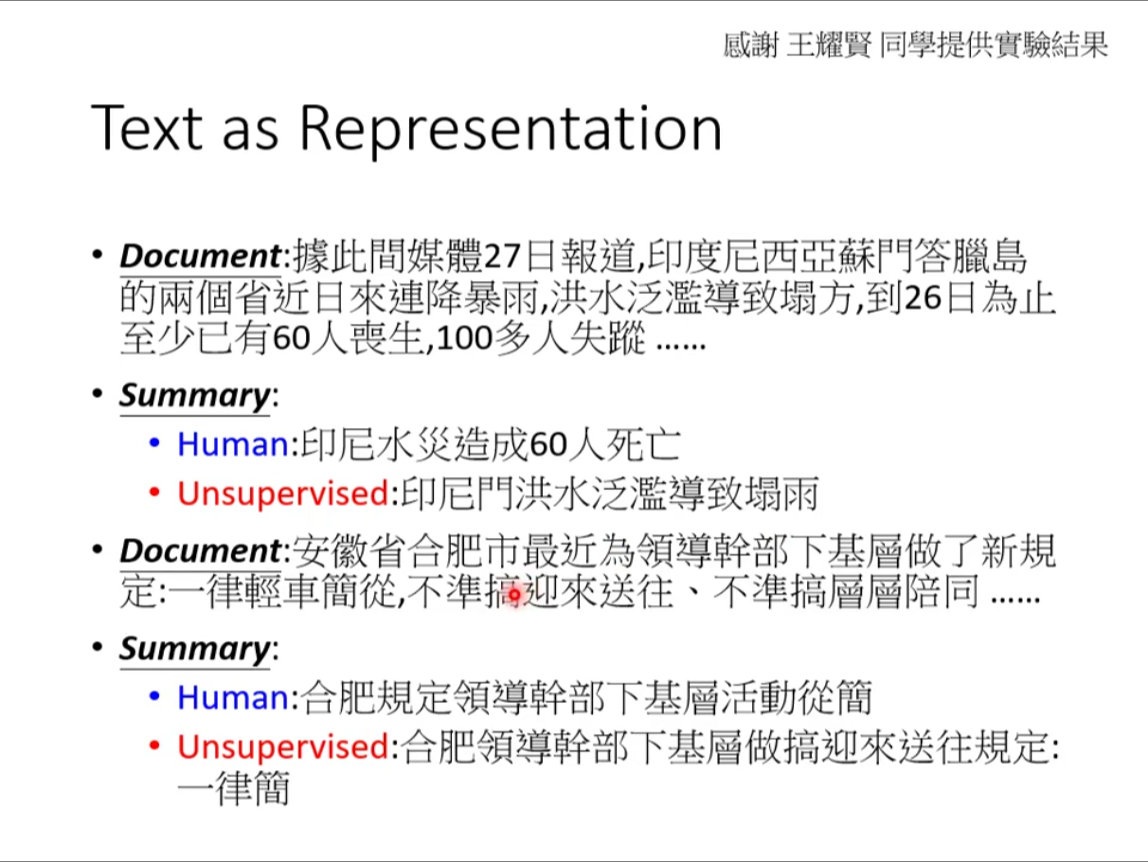 感謝 王耀賢 同學提供實驗結果
Text as Representation
• Document:據此間媒體27日報道,印度尼西亞蘇門答臘島
的兩個省近日來連降暴雨,洪水泛濫導致塌方,到26日為止
至少已有60人喪生,100多人失蹤 ……
• Summary:
• Human:印尼水災造成60人死亡
• Unsupervised:印尼門洪水泛濫導致塌雨
• Document:安徽省合肥市最近為領導幹部下基層做了新規
定:一律輕車簡從,不準搞迎來送往、不準搞層層陪同 ……
• Summary:
• Human:合肥規定領導幹部下基層活動從簡
• Unsupervised:合肥領導幹部下基層做搞迎來送往規定:
一律簡